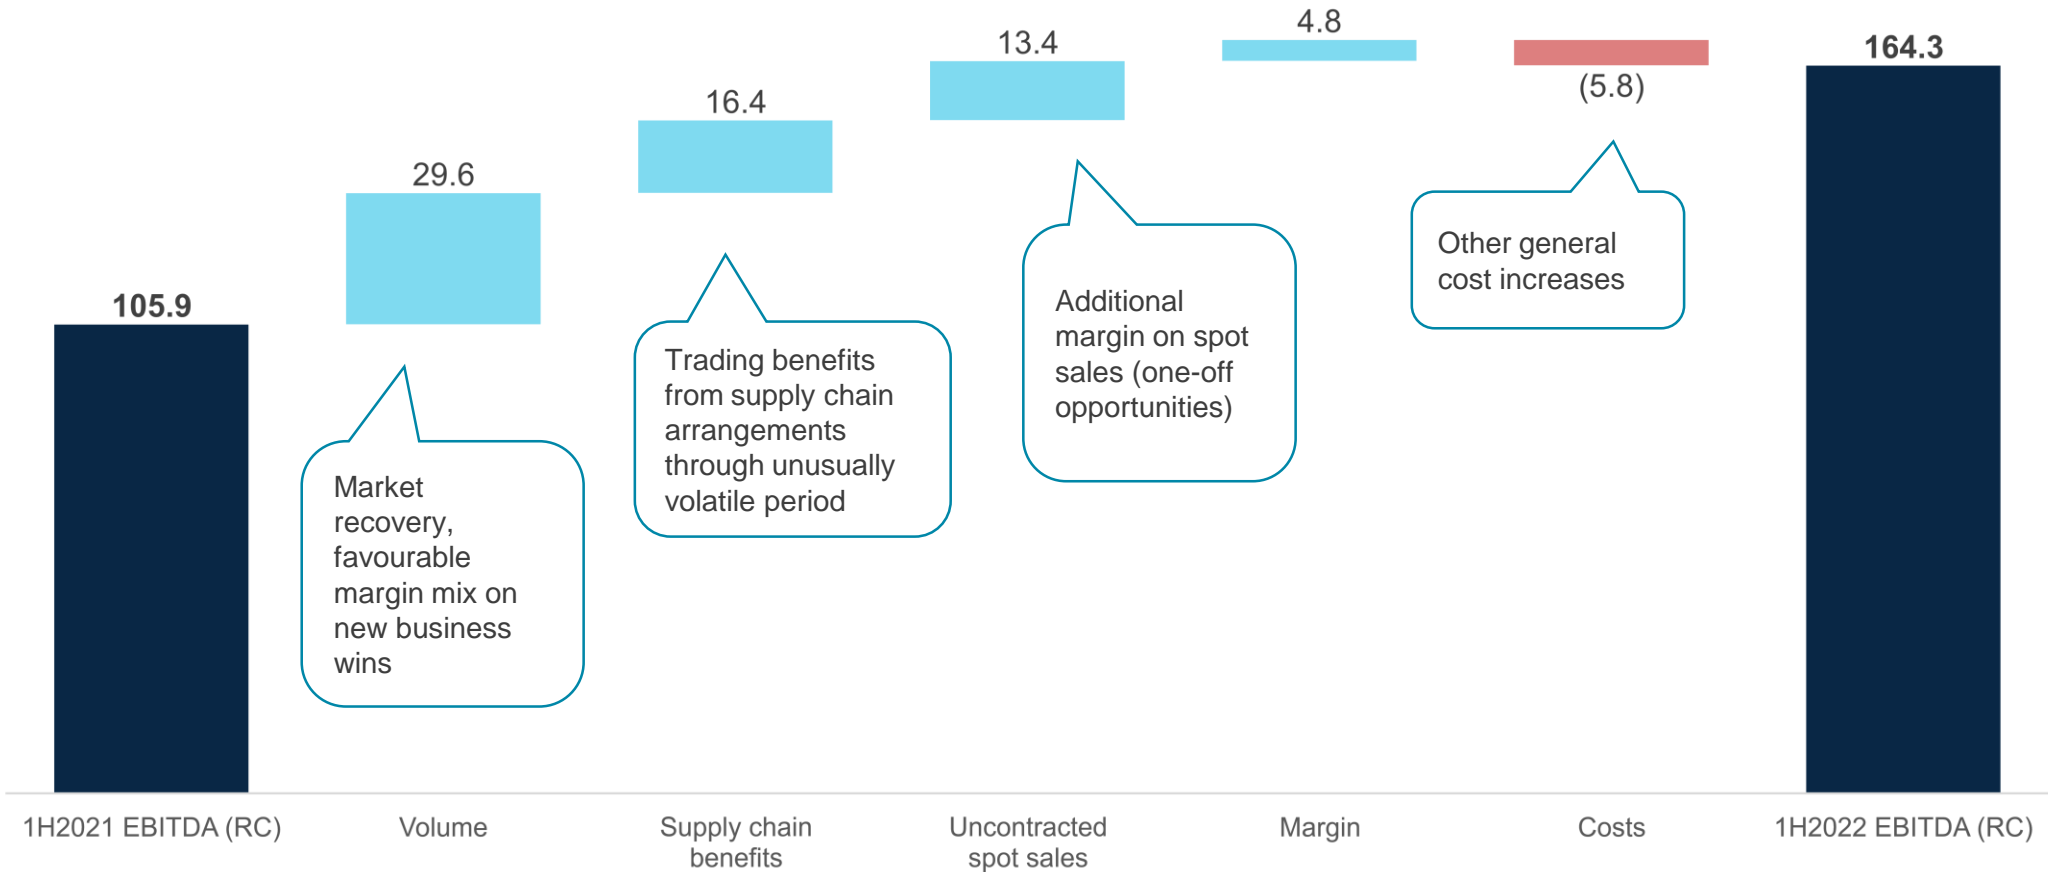 105.9
29.6
16.4
13.4
4.8
(5.8)
164.3
Market
recovery,
favourable
margin mix on
new business
wins
Trading benefits
from supply chain
arrangements
through unusually
volatile period
Additional
margin on spot
sales (one-off
opportunities)
Other general
cost increases
1H2021 EBITDA (RC)
Volume
Supply chain
benefits
Uncontracted
spot sales
Margin
Costs
1H2022 EBITDA (RC)